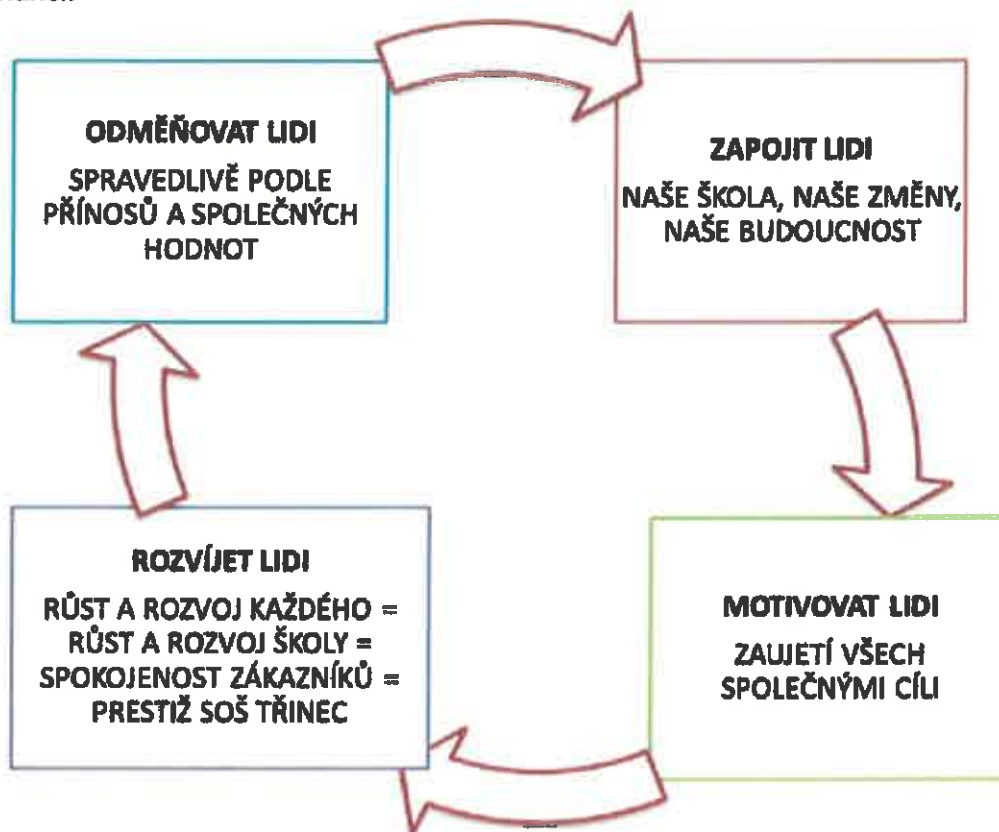 ODMĚŇOVAT LIDI
SPRAVEDLIVĚ PODLE
PŘÍNOSŮ A SPOLEČNÝCH
HODNOT
ZAPOJIT LIDI
NAŠE ŠKOLA, NAŠE ZMĚNY,
NAŠE BUDOUCNOST
MOTIVOVAT LIDI
ZAUJETÍ VŠECH
SPOLEČNÝMI CÍLI
ROZVÍJET LIDI
RŮST A ROZVOJ KAŽDÉHO =
RŮST A ROZVOJ ŠKOLY =
SPOKOJENOST ZÁKAZNÍKŮ =
PRESTIŽ SOŠ TŘINEC